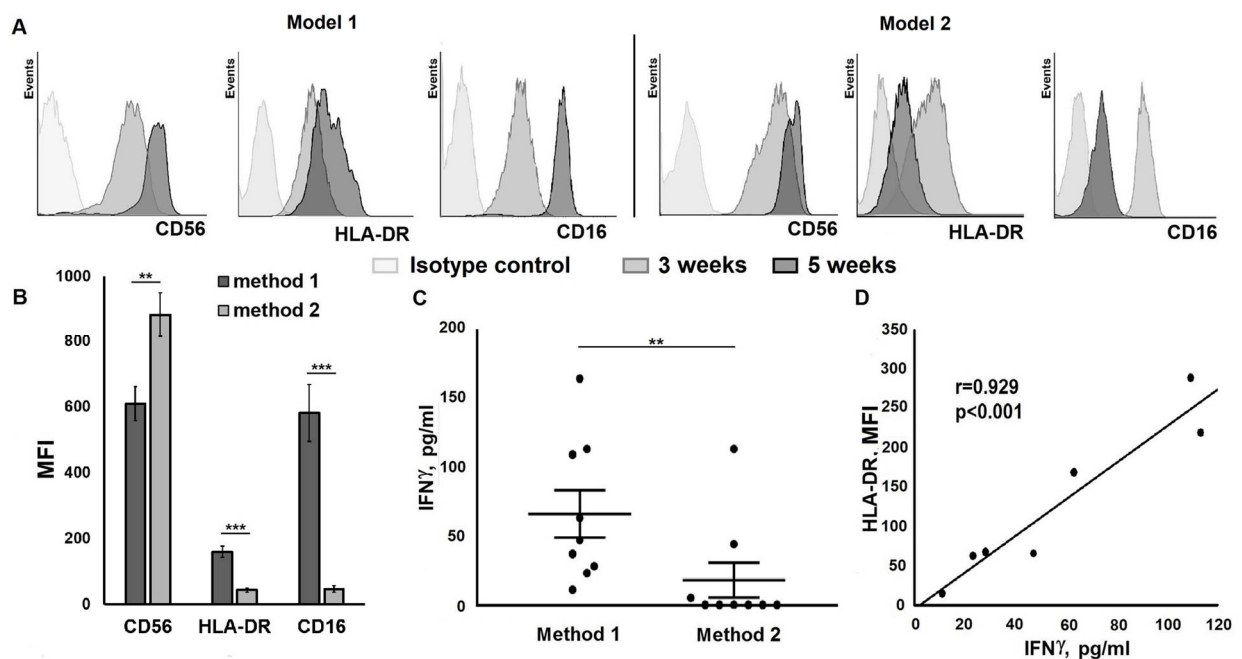 A
Model 1
Model 2
Events
CD56
Events
HLA-DR
Events
CD16
Events
CD56
Events
HLA-DR
Events
CD16
Isotype control
3 weeks
5 weeks
B
1000
800
600
400
200
0
MFI
**
***
***
method 1
method 2
CD56
HLA-DR
CD16
C
200
150
100
50
0
IFNγ, pg/ml
**
Method 1
Method 2
D
350
300
250
200
150
100
50
0
HLA-DR, MFI
r=0.929
p<0.001
0
20
40
60
80
100
120
IFNγ, pg/ml